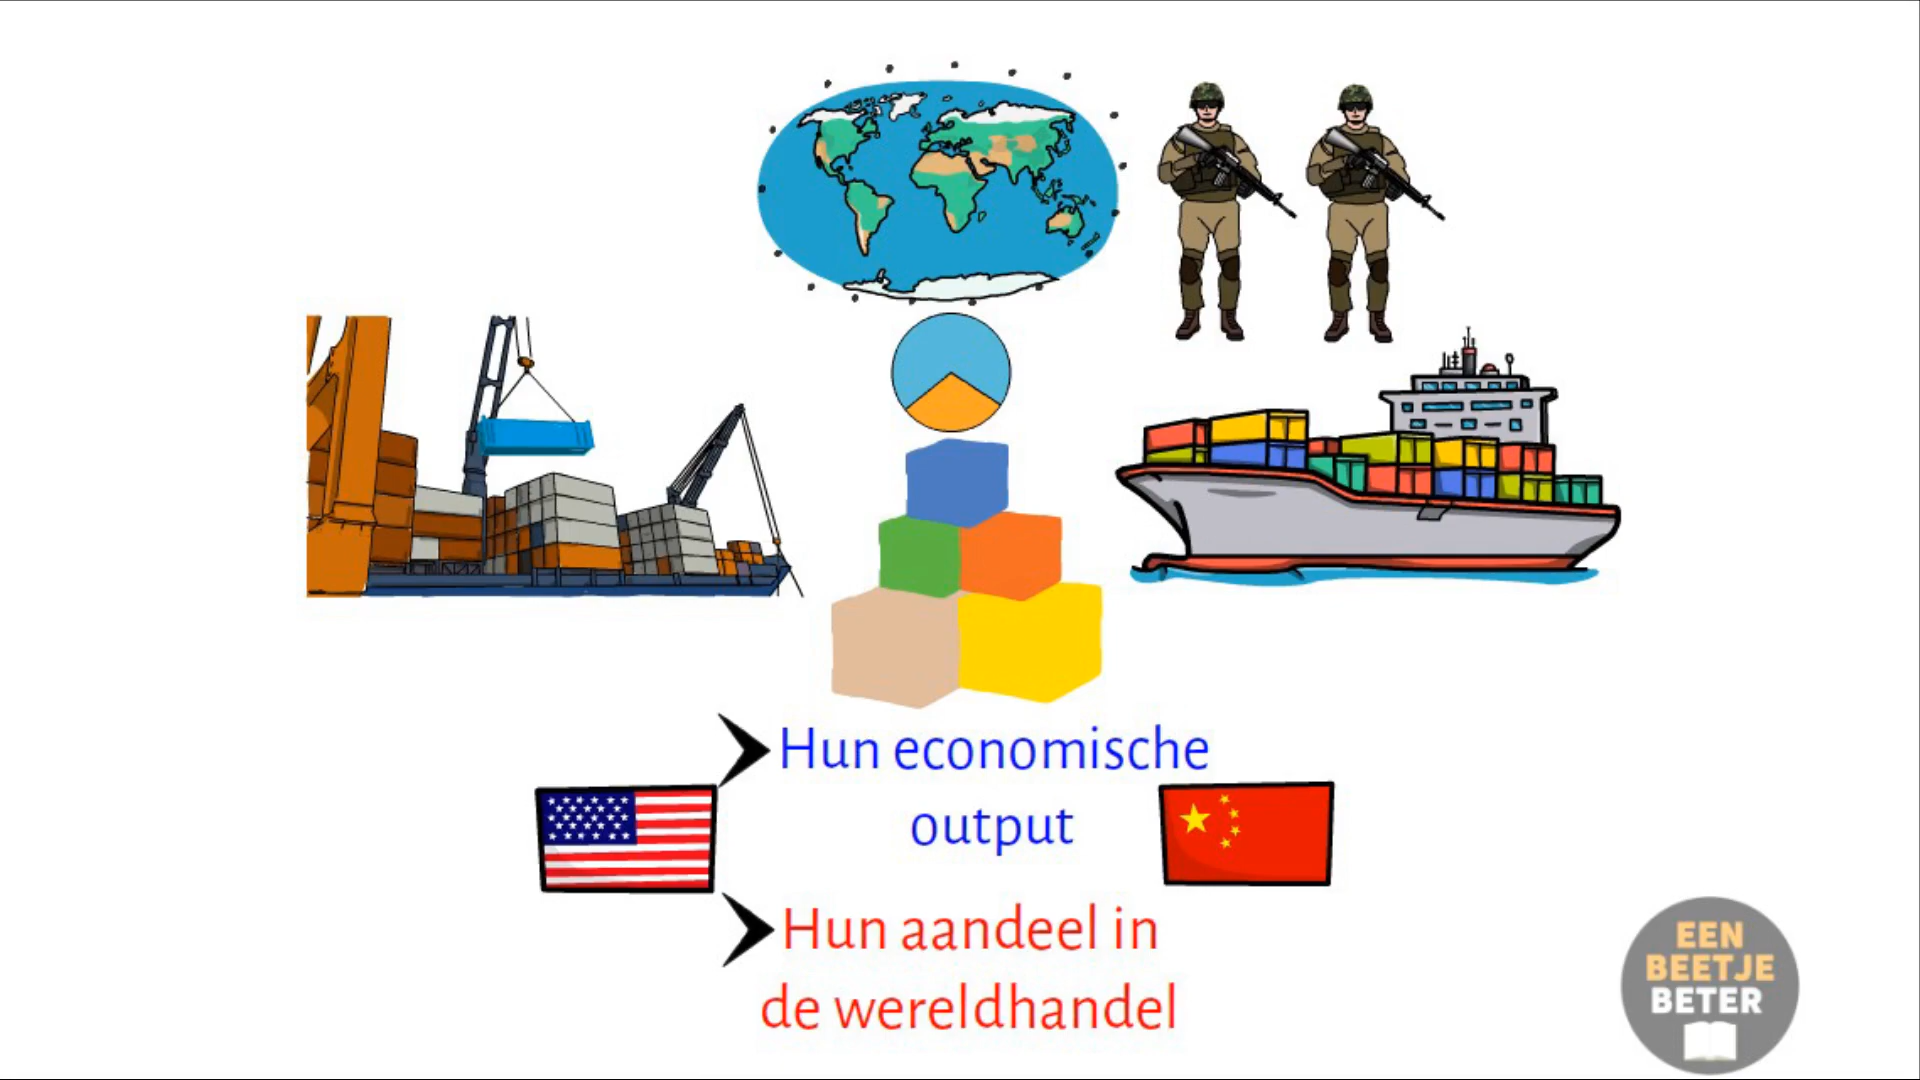 Hun economische
output
Hun aandeel in
de wereldhandel
EEN
BEETJE
BETER